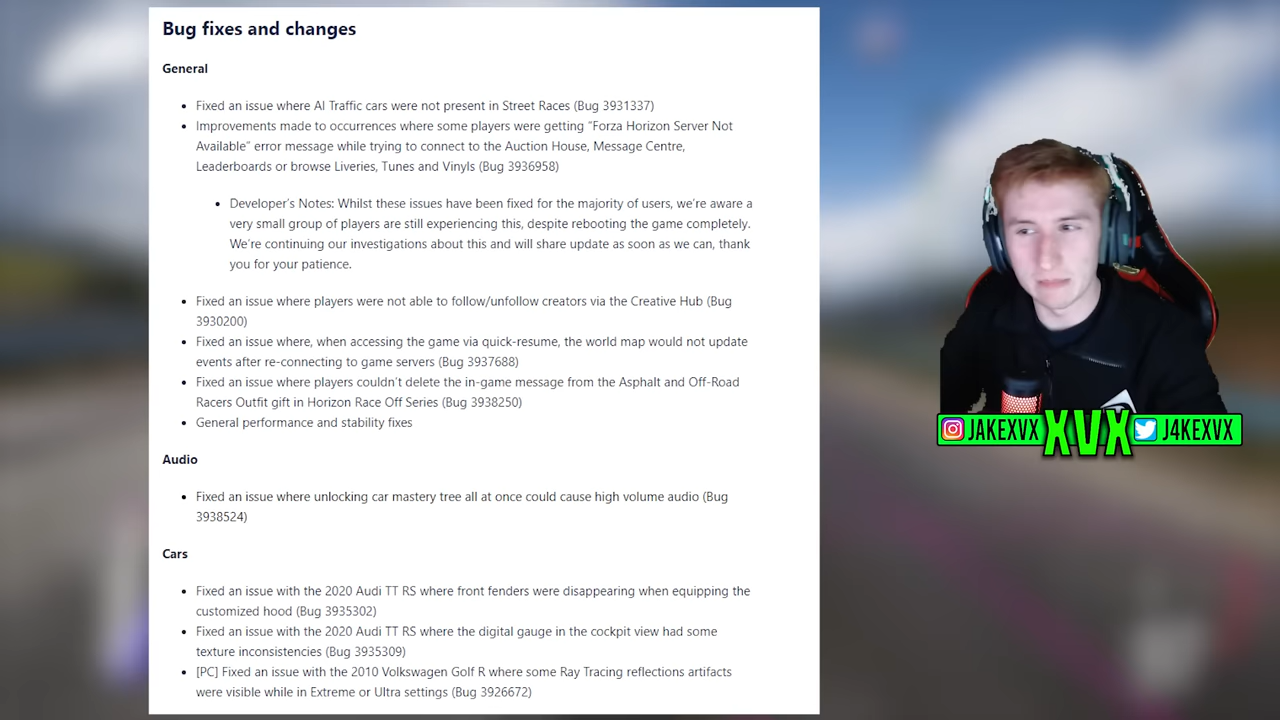 Bug fixes and changes
General
• Fixed an issue where AI Traffic cars were not present in Street Races (Bug 3931337)
• Improvements made to occurrences where some players were getting “Forza Horizon Server Not
Available” error message while trying to connect to the Auction House, Message Centre,
Leaderboards or browse Liveries, Tunes and Vinyls (Bug 3936958)
• Developer’s Notes: Whilst these issues have been fixed for the majority of users, we’re aware a
very small group of players are still experiencing this, despite rebooting the game completely.
We’re continuing our investigations about this and will share update as soon as we can, thank
you for your patience.
• Fixed an issue where players were not able to follow/unfollow creators via the Creative Hub (Bug
3930200)
• Fixed an issue where, when accessing the game via quick-resume, the world map would not update
events after re-connecting to game servers (Bug 3937688)
• Fixed an issue where players couldn’t delete the in-game message from the Asphalt and Off-Road
Racers Outfit gift in Horizon Race Off Series (Bug 3938250)
• General performance and stability fixes
Audio
• Fixed an issue where unlocking car mastery tree all at once could cause high volume audio (Bug
3938524)
Cars
• Fixed an issue with the 2020 Audi TT RS where front fenders were disappearing when equipping the
customized hood (Bug 3935302)
• Fixed an issue with the 2020 Audi TT RS where the digital gauge in the cockpit view had some
texture inconsistencies (Bug 3935309)
• [PC] Fixed an issue with the 2010 Volkswagen Golf R where some Ray Tracing reflections artifacts
were visible while in Extreme or Ultra settings (Bug 3926672)
JAKEXVX XVX J4KEXVX